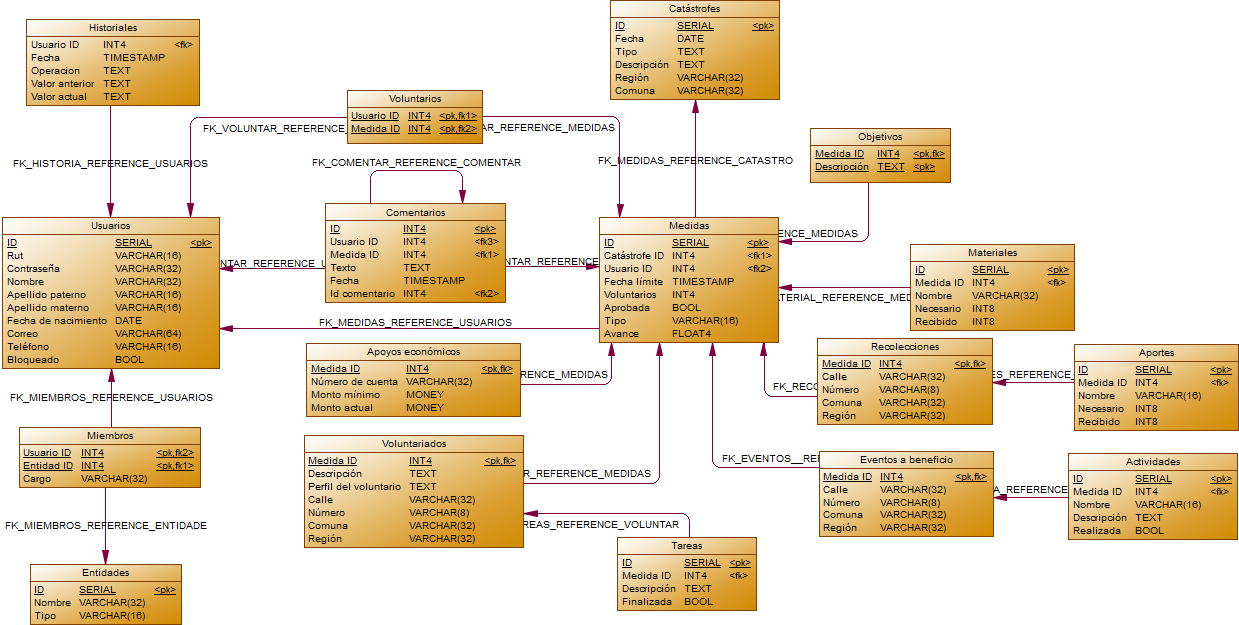 Historiales
Usuario ID INT4 <fk>
Fecha TIMESTAMP
Operacion TEXT
Valor anterior TEXT
Valor actual TEXT
Catástrofes
ID SERIAL <pk>
Fecha DATE
Tipo TEXT
Descripción TEXT
Región VARCHAR(32)
Comuna VARCHAR(32)
Voluntarios
Usuario ID INT4 <pk,fk1>
Medida ID INT4 <pk,fk2>
FK_VOLUNTAR_REFERENCE_
AR_REFERENCE_MEDIDAS
FK_HISTORIA_REFERENCE_USUARIOS
FK_COMENTAR_REFERENCE_COMENTAR
FK_MEDIDAS_REFERENCE_CATASTRO
Objetivos
Medida ID INT4 <pk,fk>
Descripción TEXT <pk>
Usuarios
ID SERIAL <pk>
Rut VARCHAR(16)
Contraseña VARCHAR(32)
Nombre VARCHAR(32)
Apellido paterno VARCHAR(16)
Apellido materno VARCHAR(16)
Fecha de nacimiento DATE
Correo VARCHAR(64)
Teléfono VARCHAR(16)
Bloqueado BOOL
Comentarios
ID INT4 <pk>
Usuario ID INT4 <fk3>
Medida ID INT4 <fk1>
Texto TEXT
Fecha TIMESTAMP
Id comentario INT4 <fk2>
NTAR_REFERENCE_U
NTAR_REFERENCE_
Medidas
ID SERIAL <pk>
Catástrofe ID INT4 <fk1>
Usuario ID INT4 <fk2>
Fecha límite TIMESTAMP
Voluntarios INT4
Aprobada BOOL
Tipo VARCHAR(16)
Avance FLOAT4
ENCE_MEDIDAS
Materiales
ID SERIAL <pk>
Medida ID INT4 <fk>
Nombre VARCHAR(32)
Necesario INT8
Recibido INT8
ATERIAL_REFERENCE_MED
FK_MEDIDAS_REFERENCE_USUARIOS
Apoyos económicos
Medida ID INT4 <pk,fk>
Número de cuenta VARCHAR(32)
Monto mínimo MONEY
Monto actual MONEY
RENCE_MEDIDAS
Recolecciones
Medida ID INT4 <pk,fk>
Calle VARCHAR(32)
Número VARCHAR(8)
Comuna VARCHAR(32)
Región VARCHAR(32)
FK_RECO
ES_REFERENCE_
Aportes
ID SERIAL <pk>
Medida ID INT4 <fk>
Nombre VARCHAR(16)
Necesario INT8
Recibido INT8
FK_MIEMBROS_REFERENCE_USUARIOS
Miembros
Usuario ID INT4 <pk,fk2>
Entidad ID INT4 <pk,fk1>
Cargo VARCHAR(32)
FK_MIEMBROS_REFERENCE_ENTIDADE
Voluntariados
Medida ID INT4 <pk,fk>
Descripción TEXT
Perfil del voluntario TEXT
Calle VARCHAR(32)
Número VARCHAR(8)
Comuna VARCHAR(32)
Región VARCHAR(32)
R_REFERENCE_MEDIDAS
FK_EVENTOS__REF
Eventos a beneficio
Medida ID INT4 <pk,fk>
Calle VARCHAR(32)
Número VARCHAR(8)
Comuna VARCHAR(32)
Región VARCHAR(32)
A_REFERENCE
Actividades
ID SERIAL <pk>
Medida ID INT4 <fk>
Nombre VARCHAR(16)
Descripción TEXT
Realizada BOOL
REAS_REFERENCE_VOLUNTAR
Tareas
ID SERIAL <pk>
Medida ID INT4 <fk>
Descripción TEXT
Finalizada BOOL
Entidades
ID SERIAL <pk>
Nombre VARCHAR(32)
Tipo VARCHAR(16)